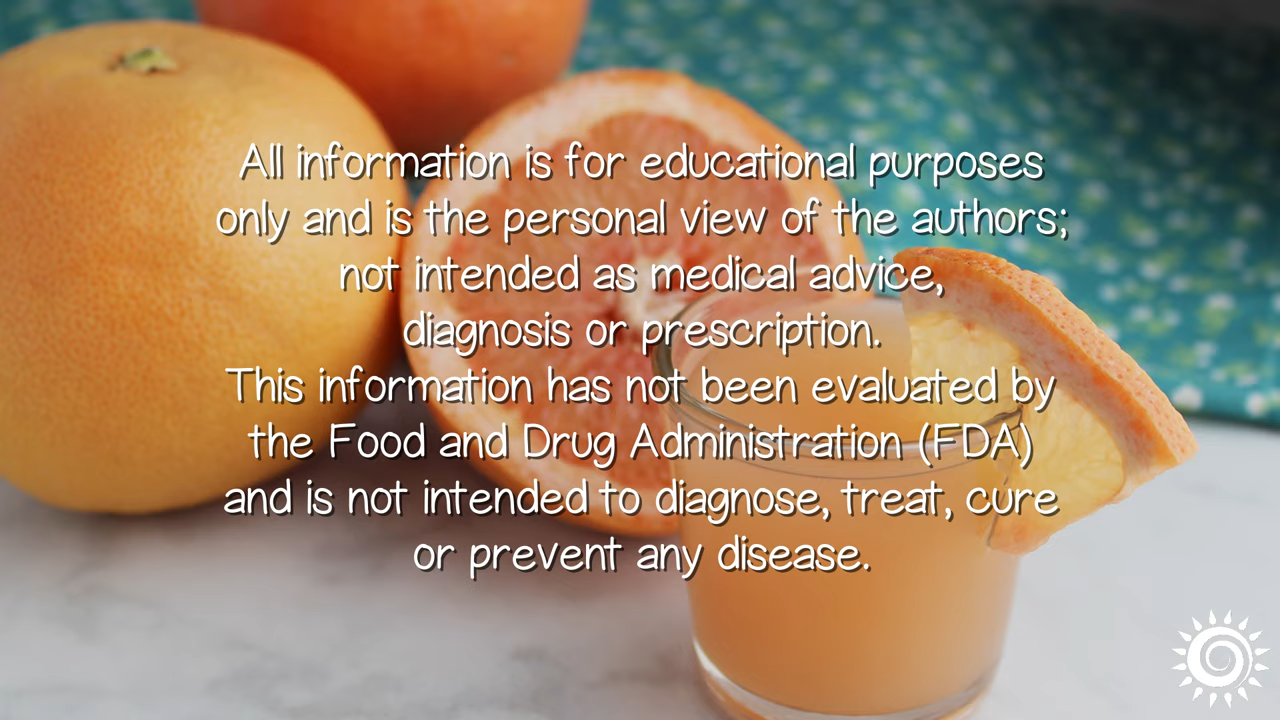 All information is for educational purposes
only and is the personal view of the authors;
not intended as medical advice,
diagnosis or prescription.
This information has not been evaluated by
the Food and Drug Administration (FDA)
and is not intended to diagnose, treat, cure
or prevent any disease.